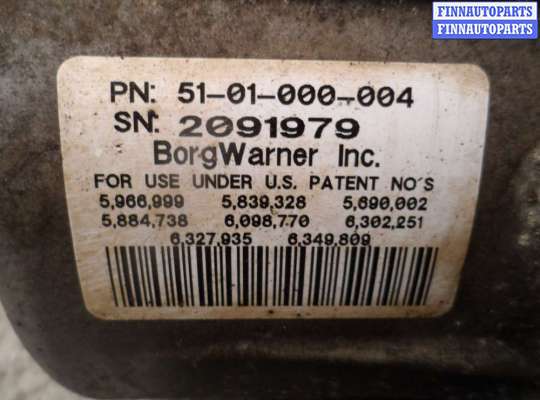 FINNAUTOPARTS
FINNAUTOPARTS
PN: 51-01-000-004
SN: 2091979
BorgWarner Inc.
FOR USE UNDER U.S. PATENT NO'S
5,966,999 5,839,328 5,690,002
5,884,738 6,098,770 6,302,251
6,327,935 6,349,809